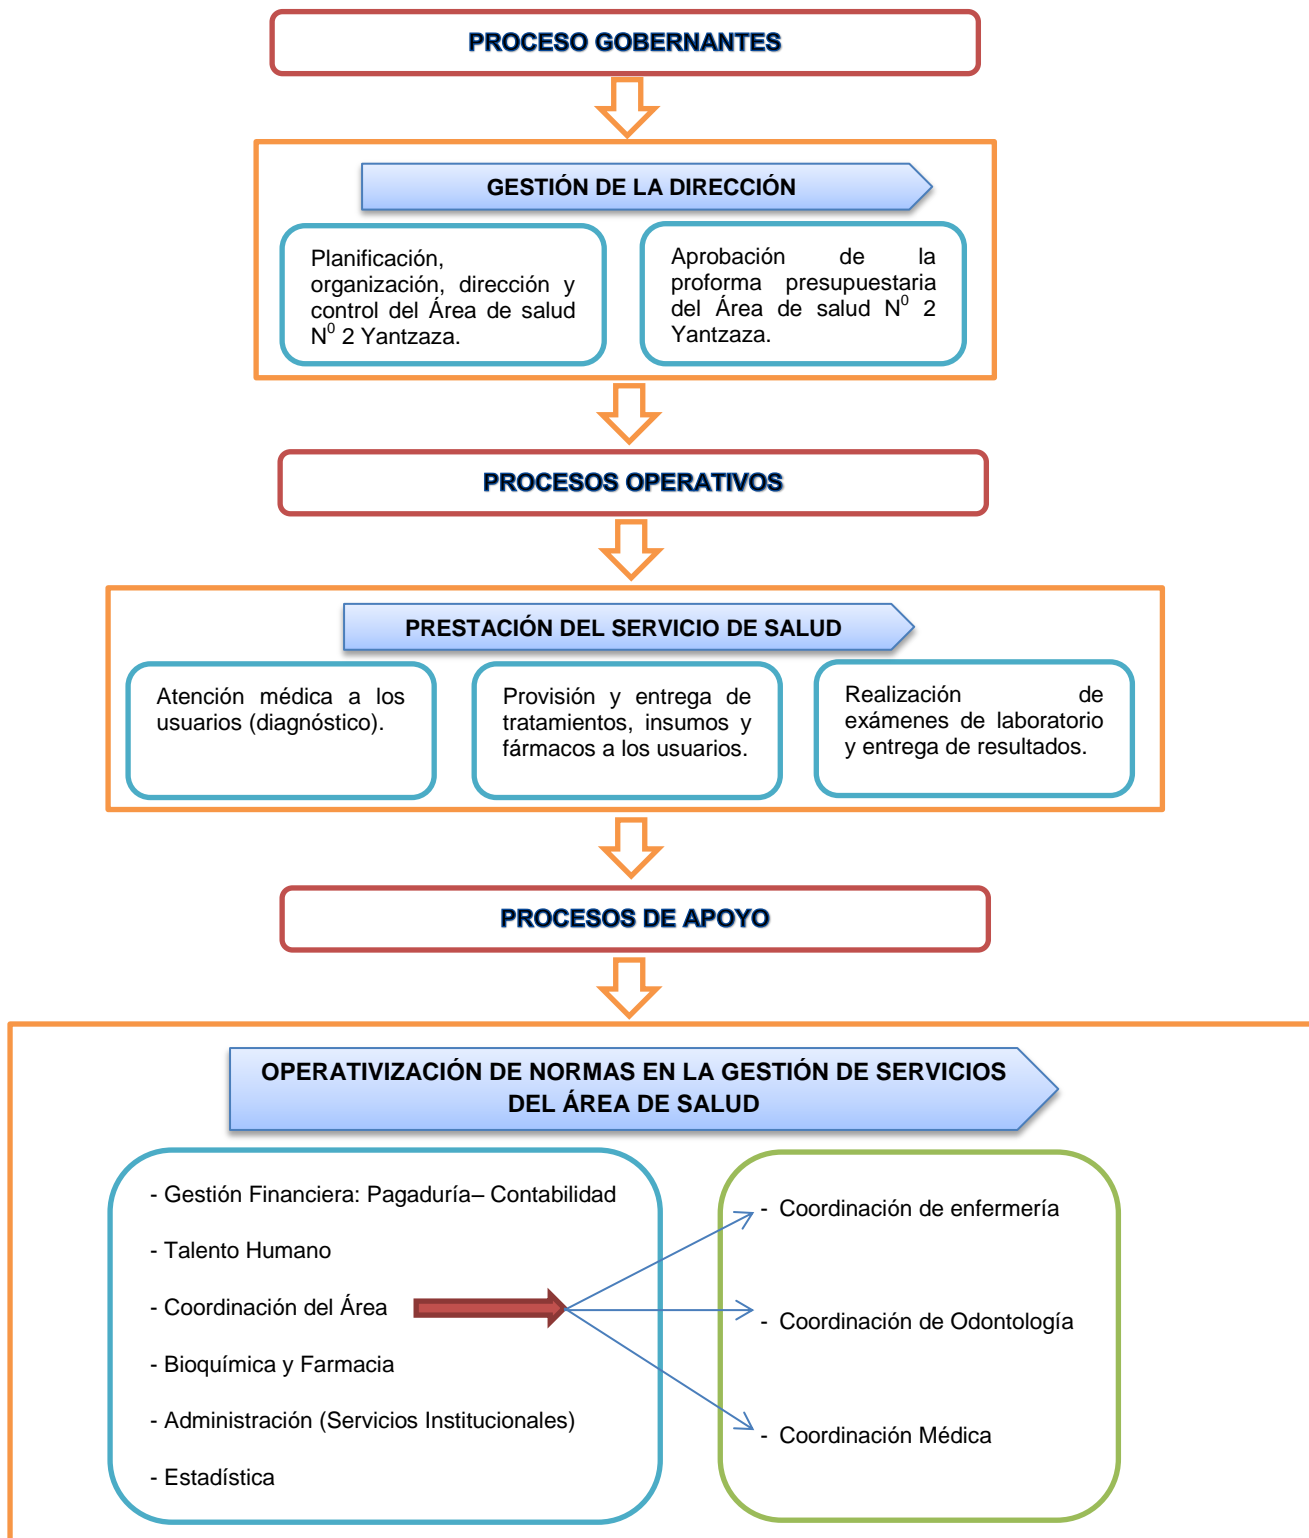 PROCESO GOBERNANTES
GESTIÓN DE LA DIRECCIÓN
Planificación,
organización, dirección y
control del Área de salud
N⁰ 2 Yantzaza.
Aprobación de la
proforma presupuestaria
del Área de salud N⁰ 2
Yantzaza.
PROCESOS OPERATIVOS
PRESTACIÓN DEL SERVICIO DE SALUD
Atención médica a los
usuarios (diagnóstico).
Provisión y entrega de
tratamientos, insumos y
fármacos a los usuarios.
Realización de
exámenes de laboratorio
y entrega de resultados.
PROCESOS DE APOYO
OPERATIVIZACIÓN DE NORMAS EN LA GESTIÓN DE SERVICIOS
DEL ÁREA DE SALUD
- Gestión Financiera: Pagaduría– Contabilidad
- Talento Humano
- Coordinación del Área
- Bioquímica y Farmacia
- Administración (Servicios Institucionales)
- Estadística
- Coordinación de enfermería
- Coordinación de Odontología
- Coordinación Médica